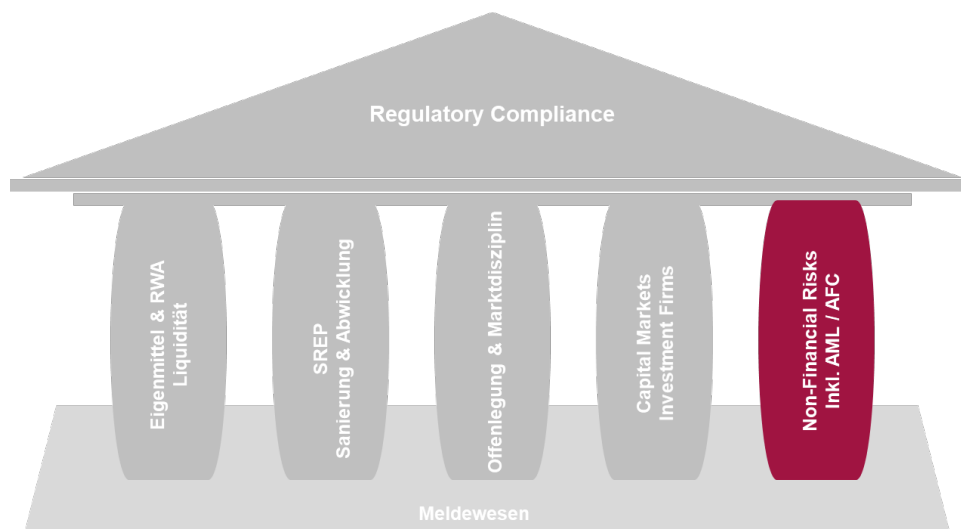 Regulatory Compliance
Eigenmittel & RWA
Liquidität
SREP
Sanierung & Abwicklung
Offenlegung & Marktdisziplin
Capital Markets
Investment Firms
Non-Financial Risks
Inkl. AML / AFC
Meldewesen